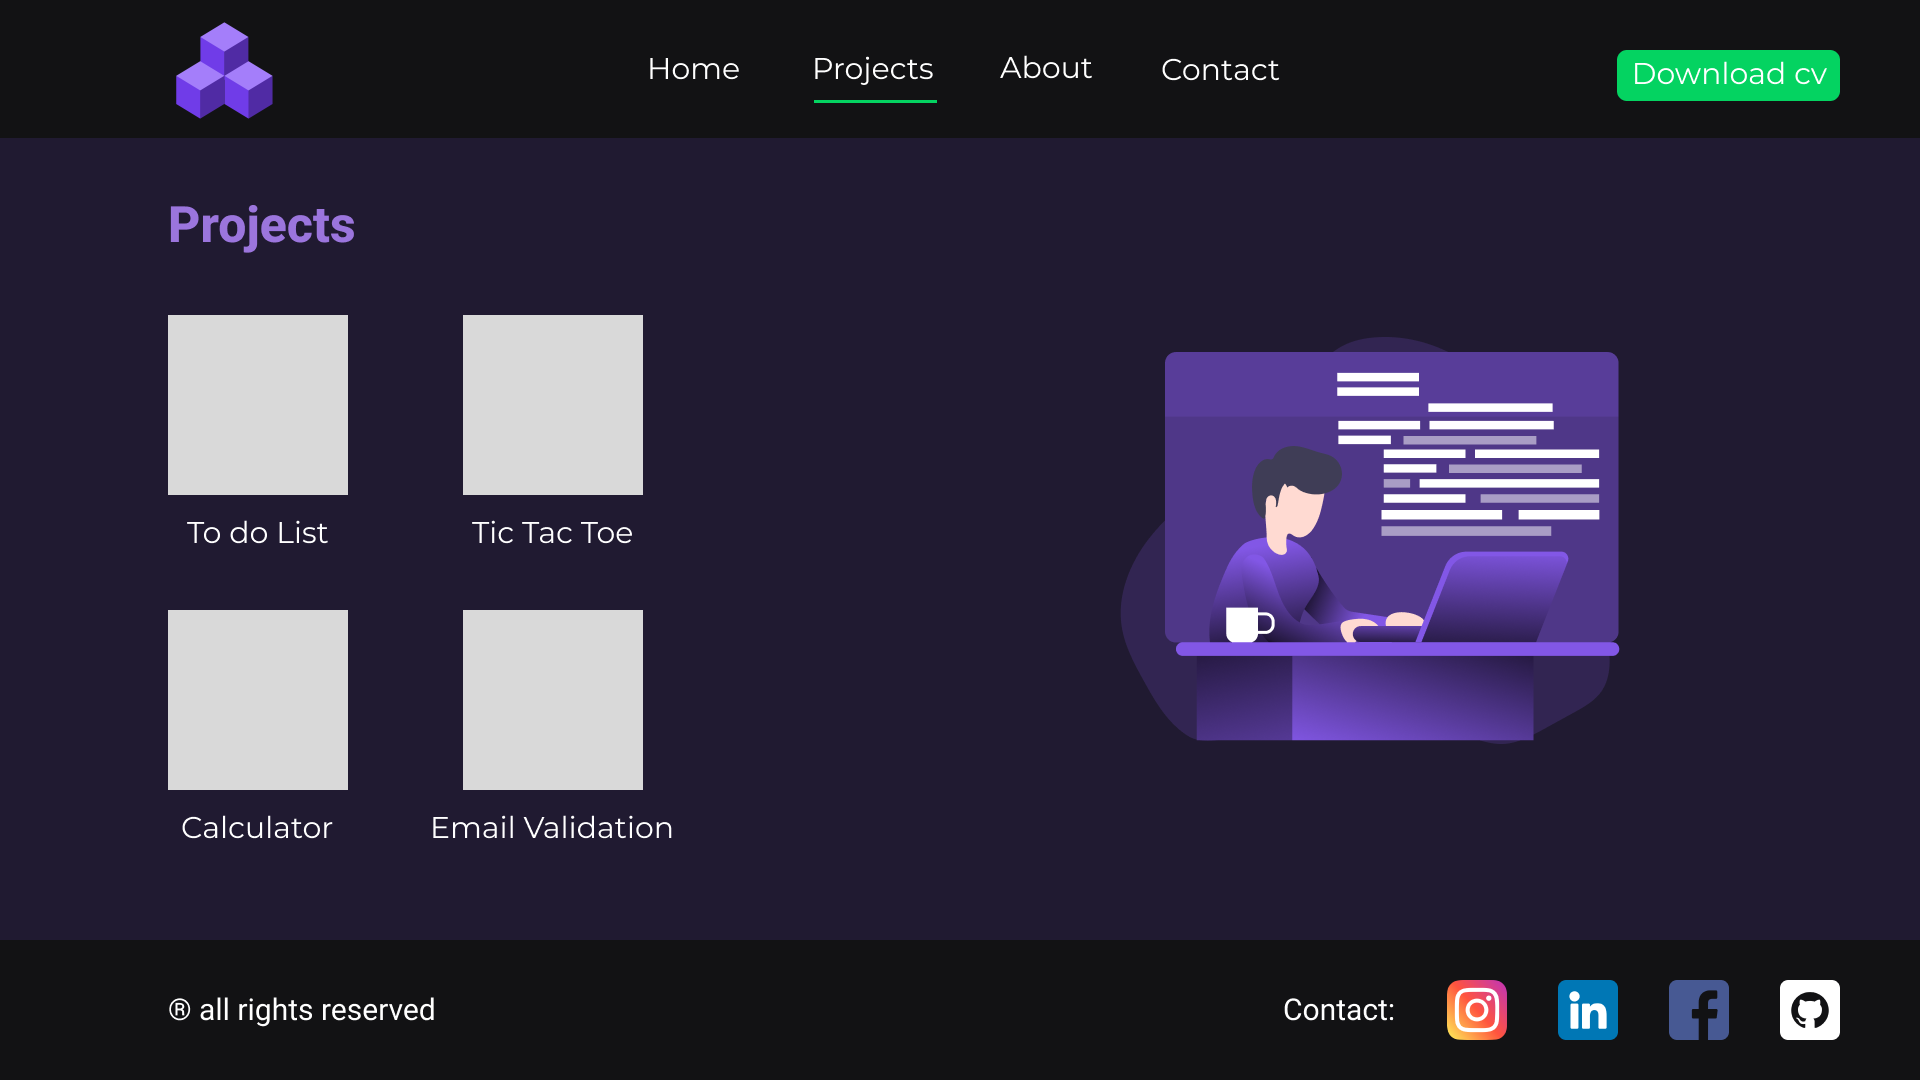 Home
Projects
About
Contact
Download cv
Projects
To do List
Tic Tac Toe
Calculator
Email Validation
® all rights reserved
Contact:
in